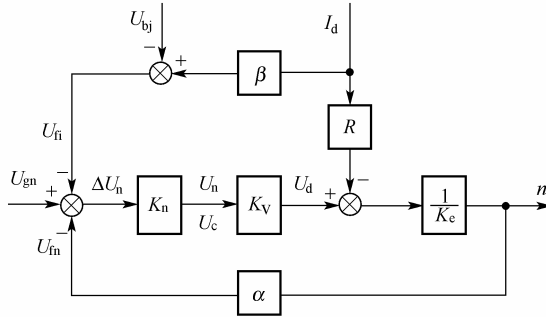 U_bj
I_d
−
+
β
R
U_fi
−
−
U_gn
+
ΔU_n
K_n
U_n
U_c
K_V
U_d
+
1
K_e
n
U_fn
−
α